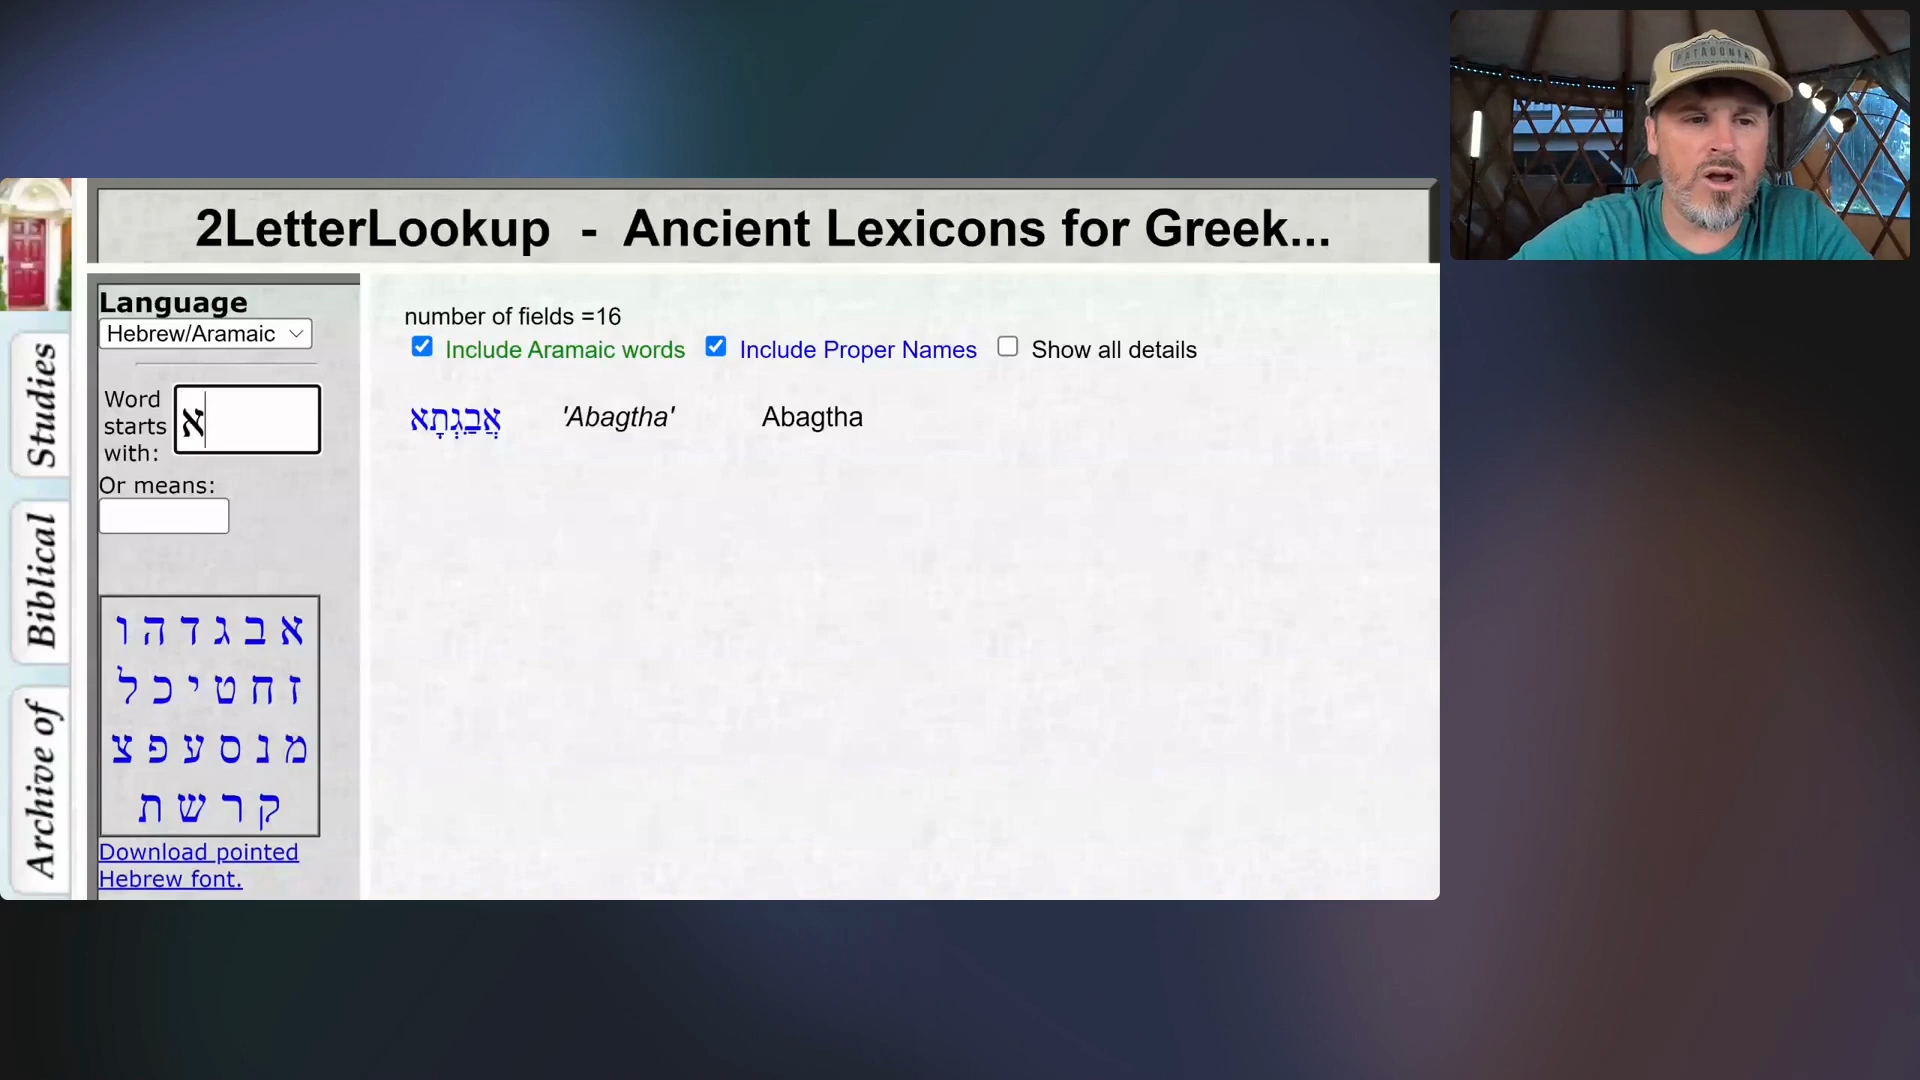 2LetterLookup - Ancient Lexicons for Greek...
Studies
Biblical
Archive of
Language
Hebrew/Aramaic
Word
starts
with:
א
Or means:
א ב ג ד ה ו
ז ח ט י כ ל
מ נ ס ע פ צ
ק ר ש ת
Download pointed
Hebrew font.
number of fields =16
Include Aramaic words Include Proper Names Show all details
אֲבַגְתָא 'Abagtha' Abagtha
PATAGONIA